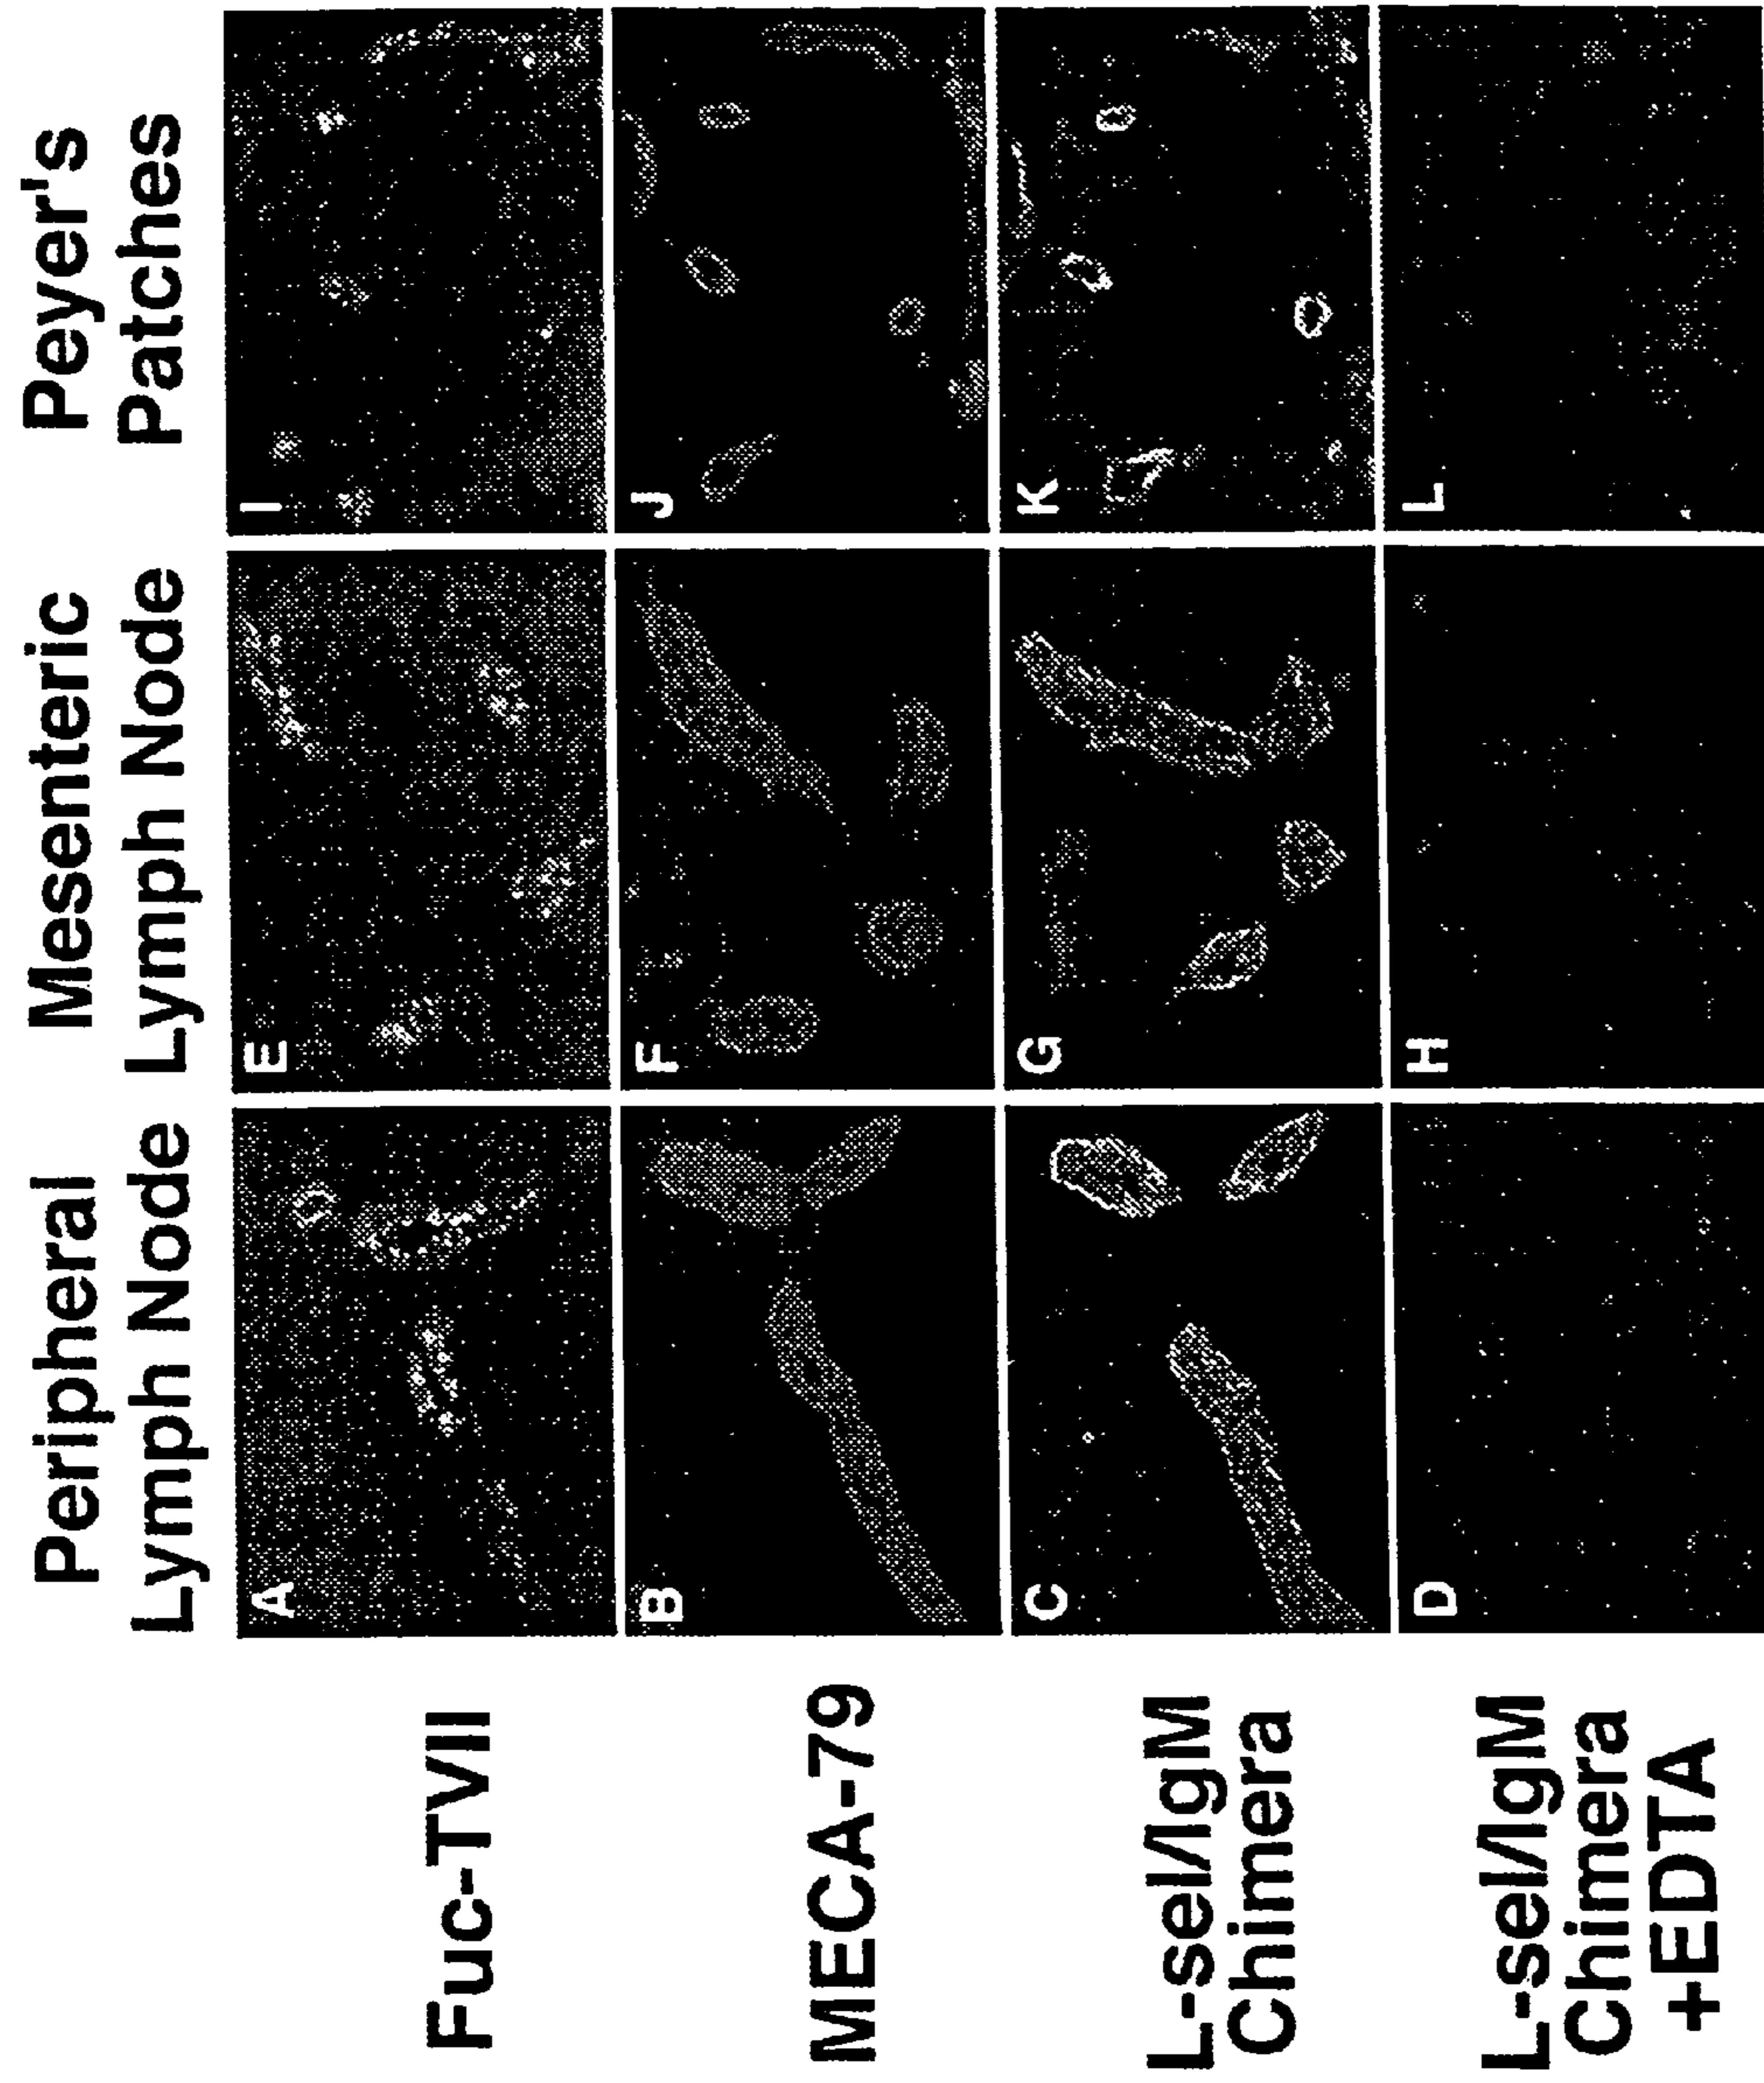 Peripheral
Lymph Node
Mesenteric
Lymph Node
Peyer's
Patches
Fuc-TVII
A
E
I
MECA-79
B
F
J
L-sel/IgM
Chimera
C
G
K
L-sel/IgM
Chimera
+EDTA
D
H
L